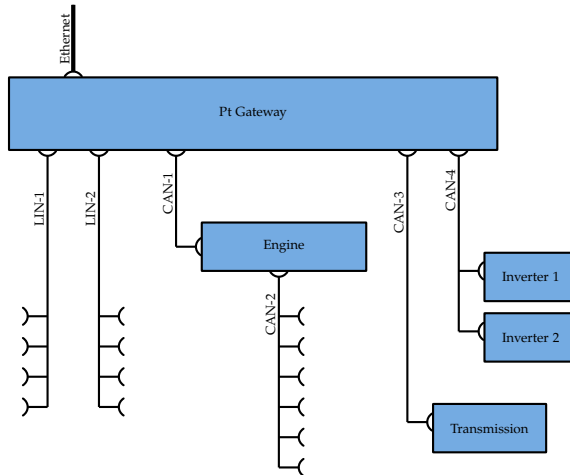 Ethernet
Pt Gateway
LIN-1
LIN-2
CAN-1
CAN-3
CAN-4
Engine
CAN-2
Inverter 1
Inverter 2
Transmission